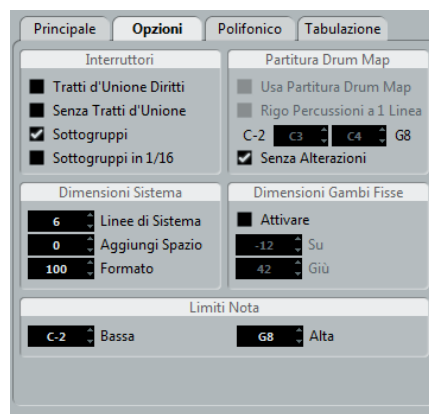 Principale Opzioni Polifonico Tabulazione
Interruttori
Tratti d'Unione Diritti
Senza Tratti d'Unione
Sottogruppi
Sottogruppi in 1/16
Partitura Drum Map
Usa Partitura Drum Map
Rigo Percussioni a 1 Linea
C-2 C3 C4 G8
Senza Alterazioni
Dimensioni Sistema
6 Linee di Sistema
0 Aggiungi Spazio
100 Formato
Dimensioni Gambi Fisse
Attivare
-12 Su
42 Giù
Limiti Nota
C-2 Bassa G8 Alta